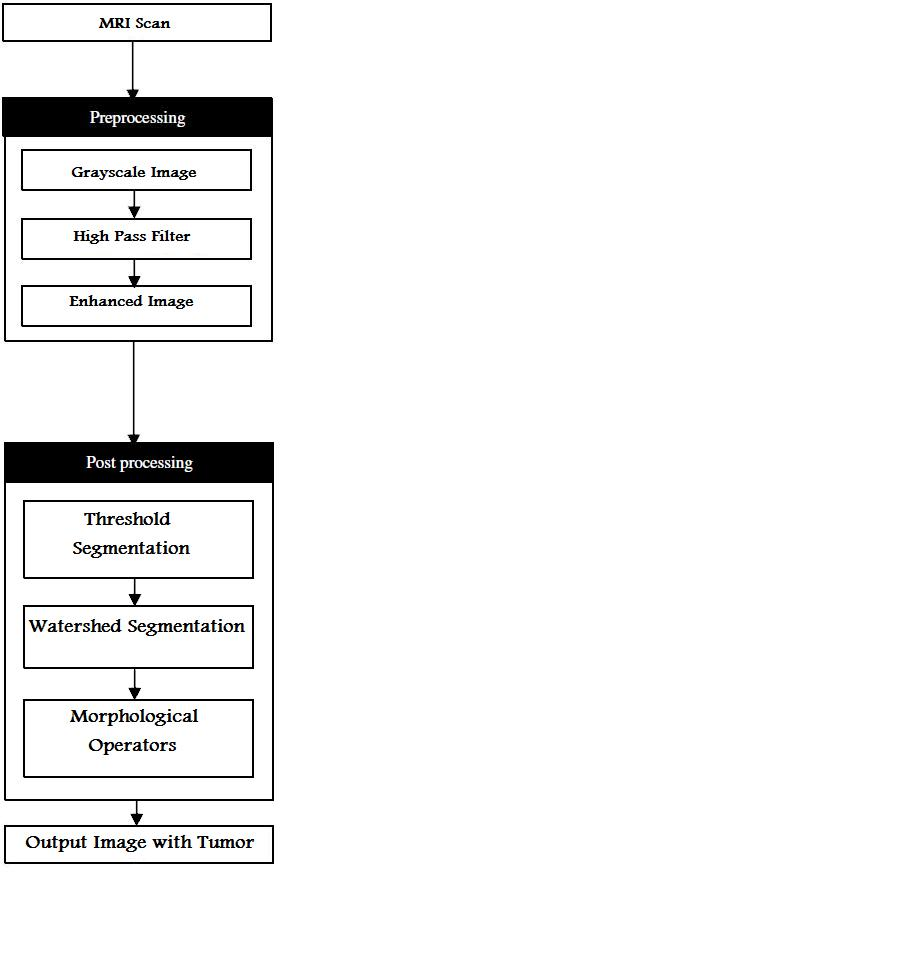 MRI Scan
Preprocessing
Grayscale Image
High Pass Filter
Enhanced Image
Post processing
Threshold
Segmentation
Watershed Segmentation
Morphological
Operators
Output Image with Tumor